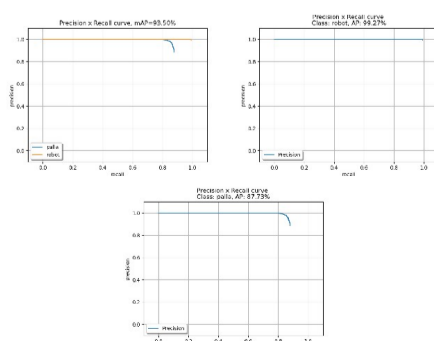 Precision x Recall curve, mAP=93.50%
1.0
0.8
0.6
0.4
0.2
0.0
precision
palla
robot
0.0 0.2 0.4 0.6 0.8 1.0
recall
Precision x Recall curve
Class: robot, AP: 99.27%
1.0
0.8
0.6
0.4
0.2
0.0
precision
Precision
0.0 0.2 0.4 0.6 0.8 1.0
recall
Precision x Recall curve
Class: palla, AP: 87.73%
1.0
0.8
0.6
0.4
0.2
0.0
precision
Precision